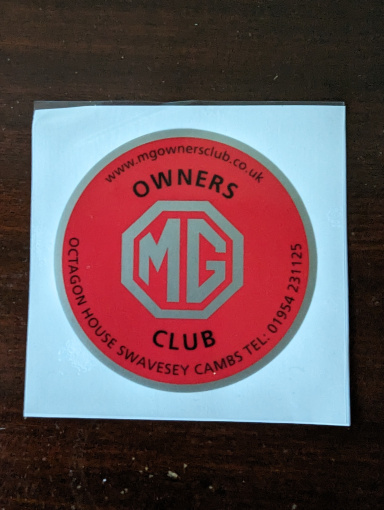 www.mgownersclub.co.uk
OWNERS
MG
CLUB
OCTAGON HOUSE SWAVESEY CAMBS TEL: 01954 231125